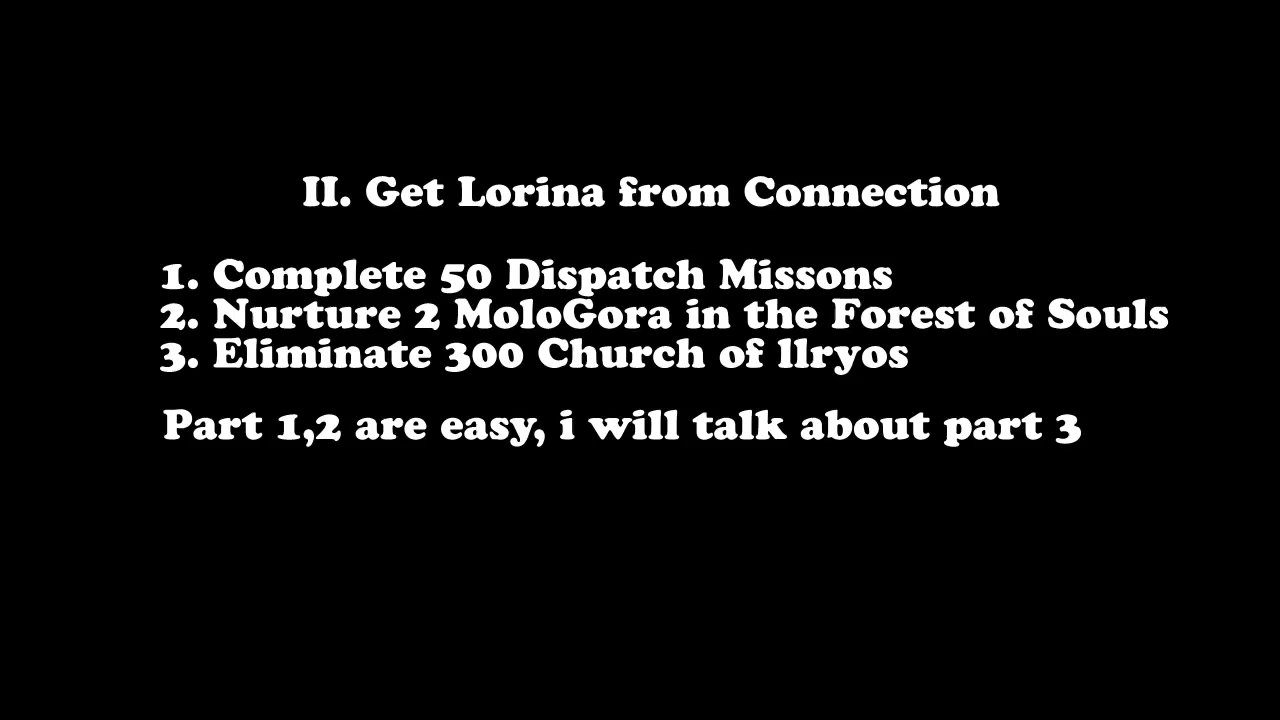 II. Get Lorina from Connection
1. Complete 50 Dispatch Missons
2. Nurture 2 MoloGora in the Forest of Souls
3. Eliminate 300 Church of llryos
Part 1,2 are easy, i will talk about part 3